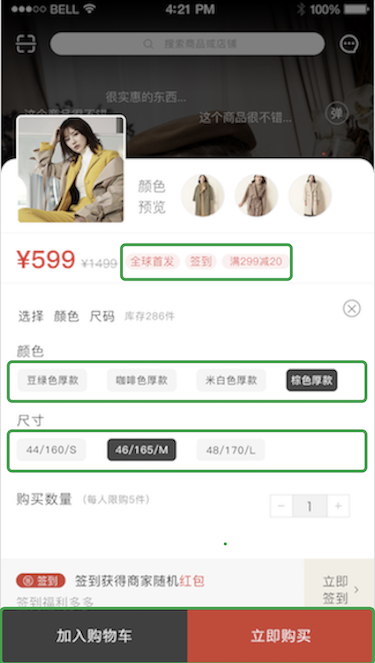 BELL 4:21 PM 100%
搜索商品或店铺
很实惠的东西...
这个商品很不错... 这个商品很不错... 弹
颜色
预览
¥599 ¥1499 全球首发 签到 满299减20
选择 颜色 尺码 库存286件
颜色
豆绿色厚款 咖啡色厚款 米白色厚款 棕色厚款
尺寸
44/160/S 46/165/M 48/170/L
购买数量 (每人限购5件) − 1 +
签到 签到获得商家随机红包
签到福利多多
立即
签到
加入购物车 立即购买